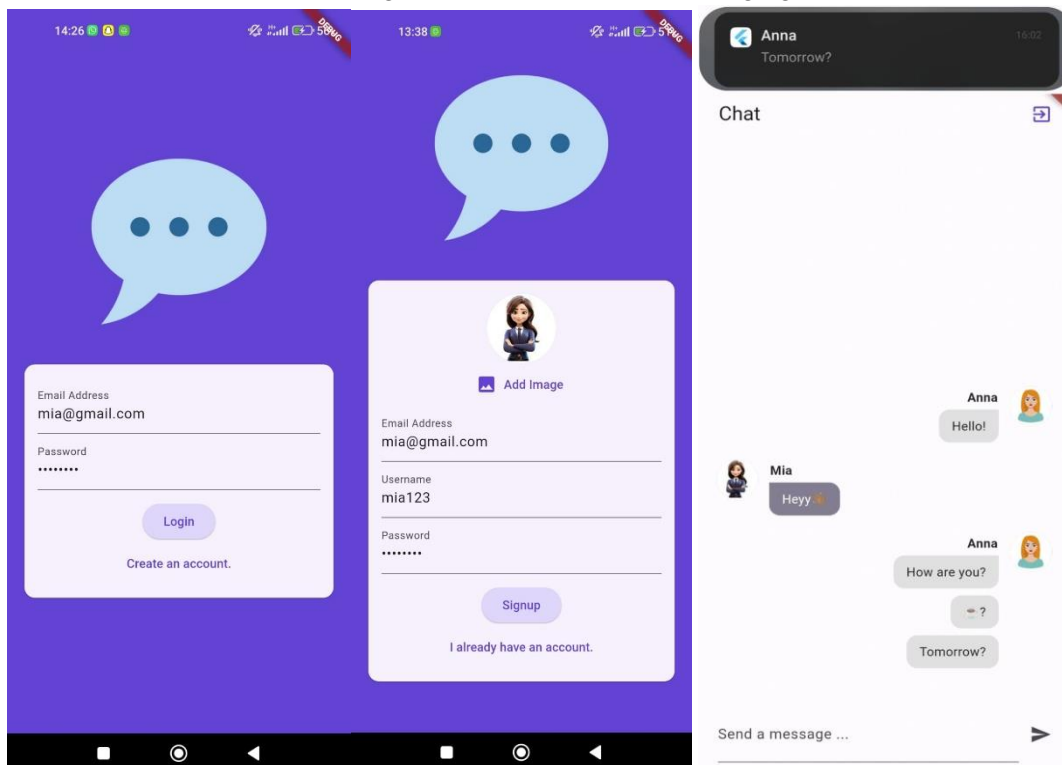 14:26
DEBUG
Email Address
mia@gmail.com
Password
Login
Create an account.
13:38
DEBUG
Add Image
Email Address
mia@gmail.com
Username
mia123
Password
Signup
I already have an account.
Anna 16:02
Tomorrow?
Chat
Anna
Hello!
Mia
Heyy
Anna
How are you?
?
Tomorrow?
Send a message ...